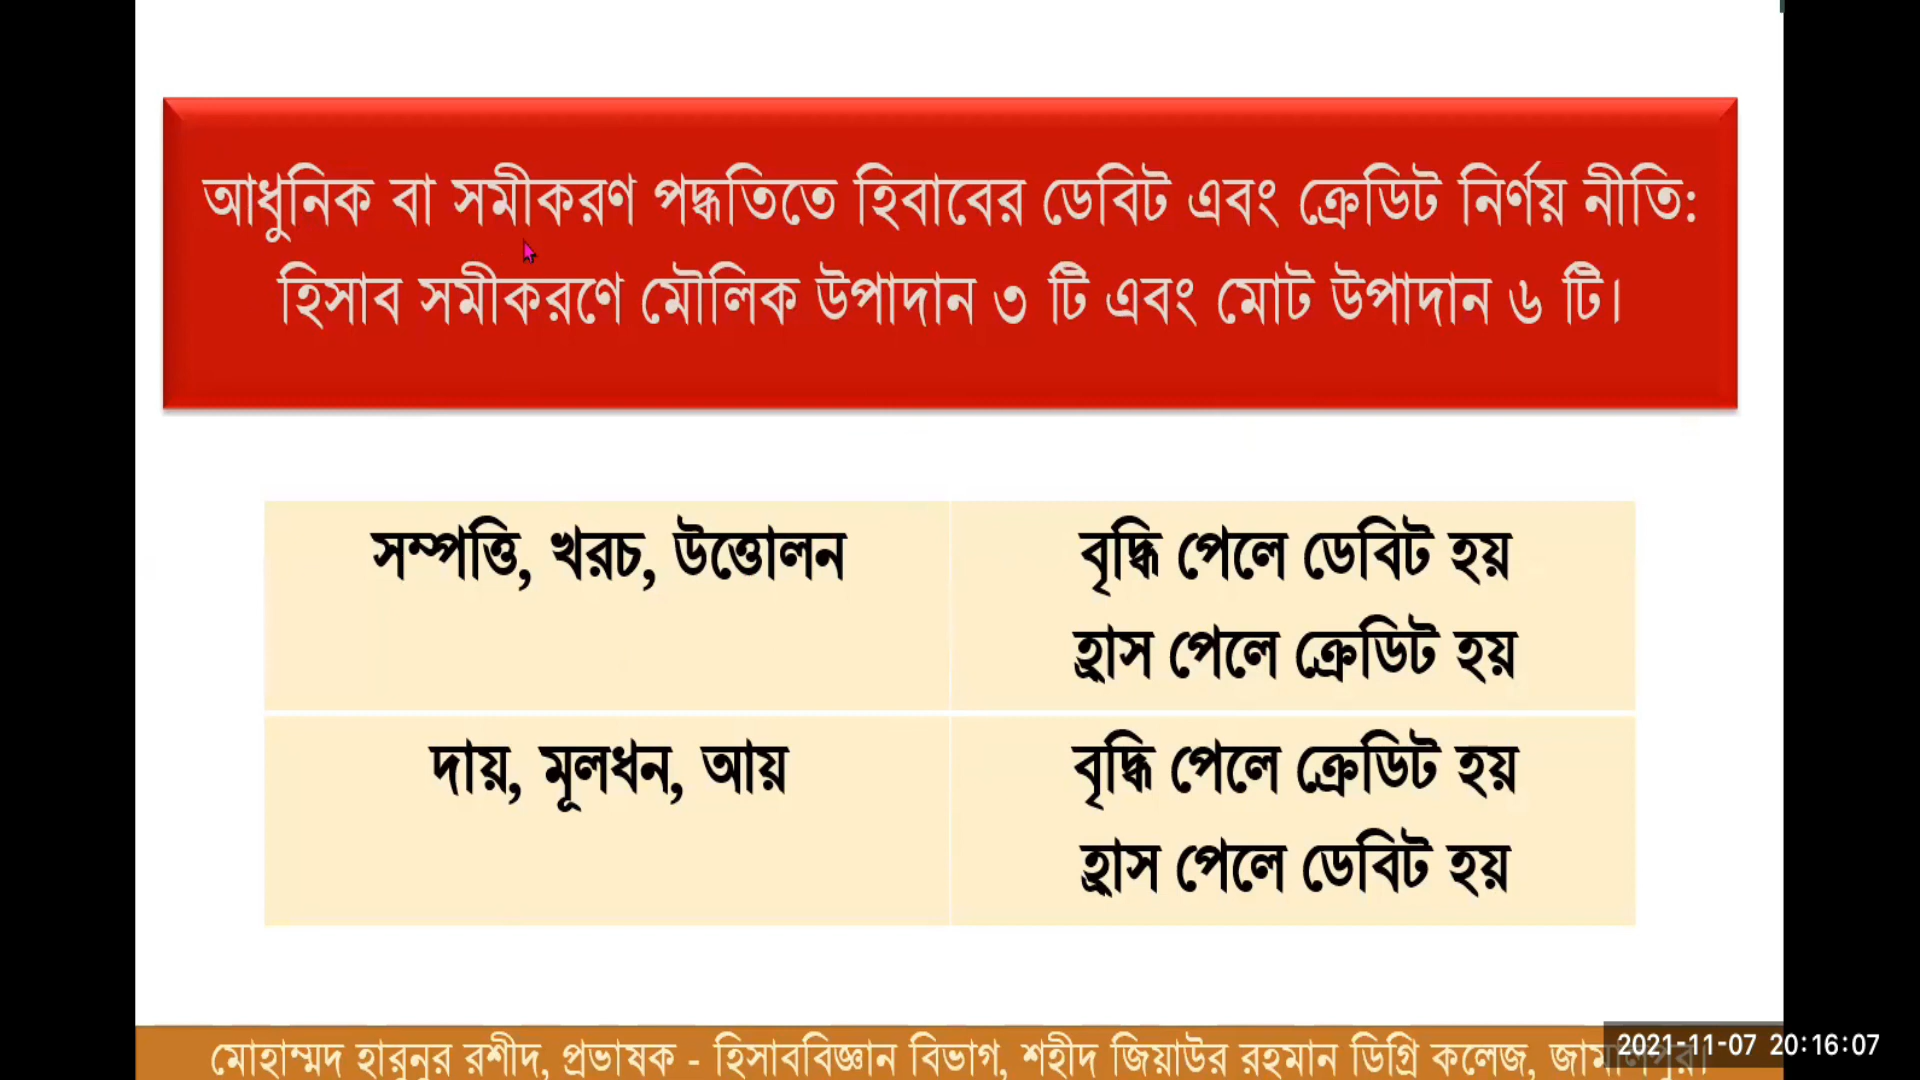 আধুনিক বা সমীকরণ পদ্ধতিতে হিবাবের ডেবিট এবং ক্রেডিট নির্ণয় নীতি:
হিসাব সমীকরণে মৌলিক উপাদান ৩ টি এবং মোট উপাদান ৬ টি।
সম্পত্তি, খরচ, উত্তোলন
বৃদ্ধি পেলে ডেবিট হয়
হ্রাস পেলে ক্রেডিট হয়
দায়, মূলধন, আয়
বৃদ্ধি পেলে ক্রেডিট হয়
হ্রাস পেলে ডেবিট হয়
মোহাম্মদ হারুনুর রশীদ, প্রভাষক - হিসাববিজ্ঞান বিভাগ, শহীদ জিয়াউর রহমান ডিগ্রি কলেজ, জামালপুর।
2021-11-07 20:16:07